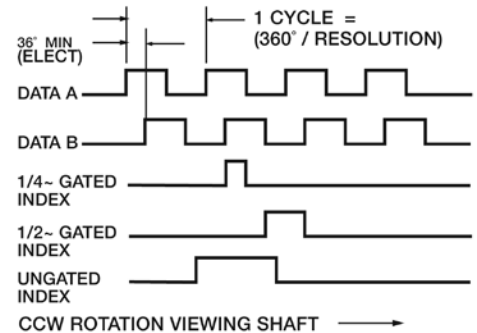 1 CYCLE =
36° MIN (360°/ RESOLUTION)
(ELECT)
DATA A
DATA B
1/4~ GATED
INDEX
1/2~ GATED
INDEX
UNGATED
INDEX
CCW ROTATION VIEWING SHAFT